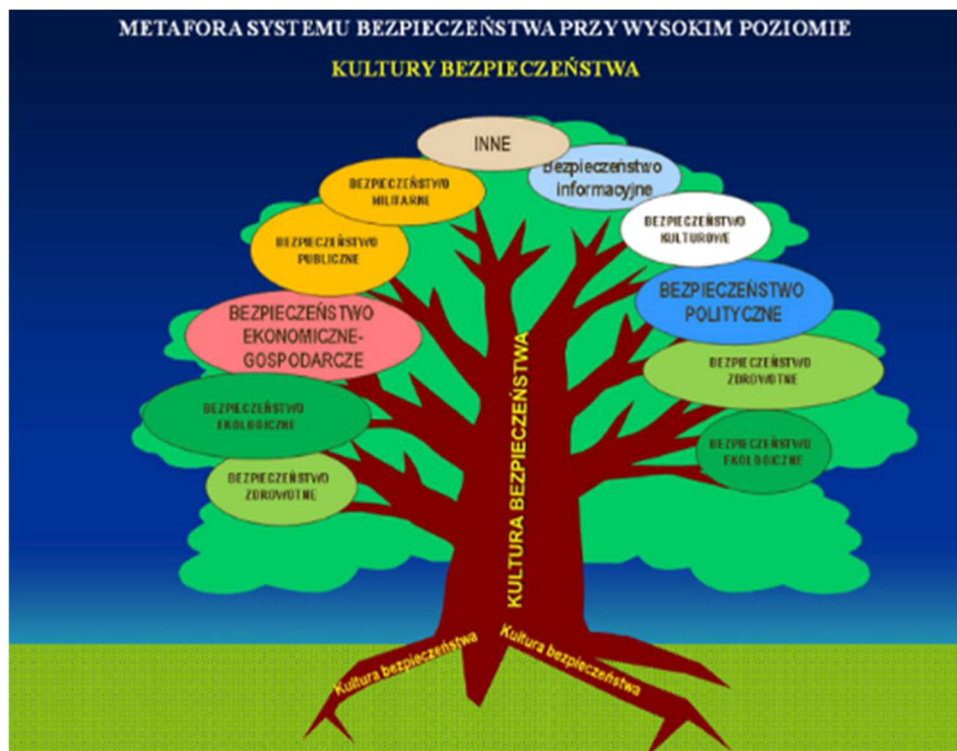 METAFORA SYSTEMU BEZPIECZEŃSTWA PRZY WYSOKIM POZIOMIE
KULTURY BEZPIECZEŃSTWA
INNE
Bezpieczeństwo
informacyjne
BEZPIECZEŃSTWO
MILITARNE
BEZPIECZEŃSTWO
KULTUROWE
BEZPIECZEŃSTWO
PUBLICZNE
BEZPIECZEŃSTWO
POLITYCZNE
BEZPIECZEŃSTWO
EKONOMICZNE-
GOSPODARCZE
BEZPIECZEŃSTWO
ZDROWOTNE
BEZPIECZEŃSTWO
EKOLOGICZNE
BEZPIECZEŃSTWO
EKOLOGICZNE
BEZPIECZEŃSTWO
ZDROWOTNE
KULTURA BEZPIECZEŃSTWA
Kultura bezpieczeństwa
Kultura bezpieczeństwa